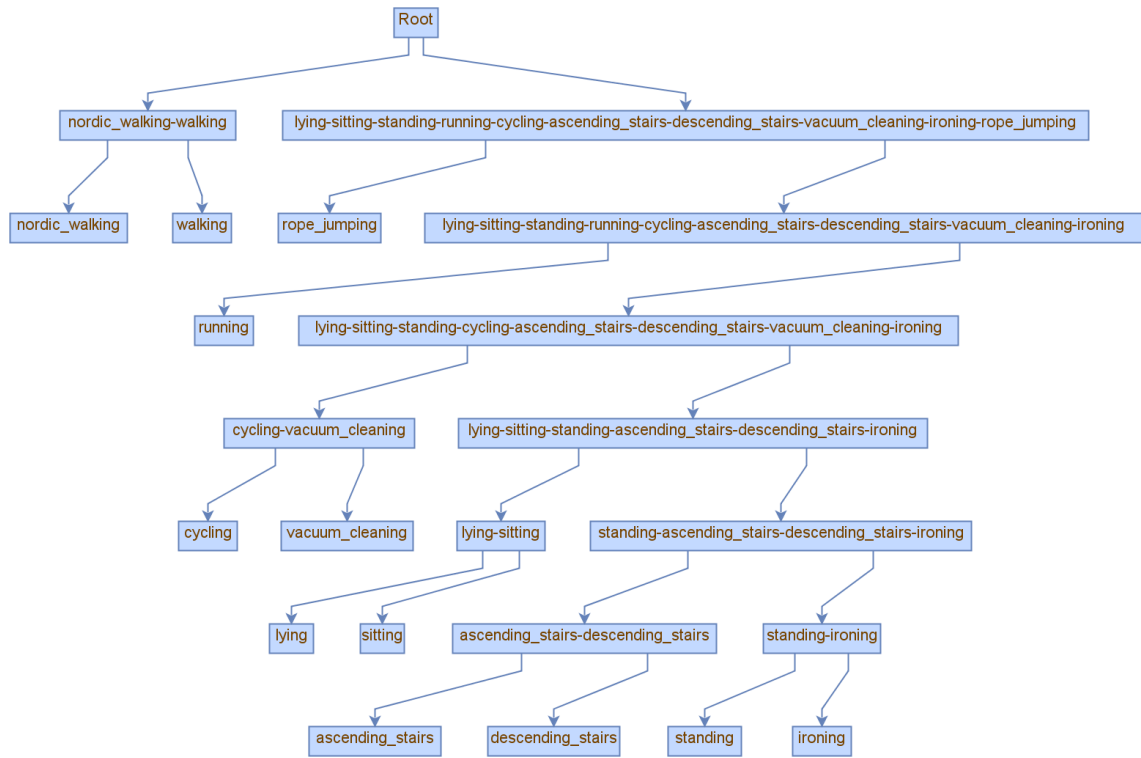 Root
nordic_walking-walking
lying-sitting-standing-running-cycling-ascending_stairs-descending_stairs-vacuum_cleaning-ironing-rope_jumping
nordic_walking
walking
rope_jumping
lying-sitting-standing-running-cycling-ascending_stairs-descending_stairs-vacuum_cleaning-ironing
running
lying-sitting-standing-cycling-ascending_stairs-descending_stairs-vacuum_cleaning-ironing
cycling-vacuum_cleaning
lying-sitting-standing-ascending_stairs-descending_stairs-ironing
cycling
vacuum_cleaning
lying-sitting
standing-ascending_stairs-descending_stairs-ironing
lying
sitting
ascending_stairs-descending_stairs
standing-ironing
ascending_stairs
descending_stairs
standing
ironing